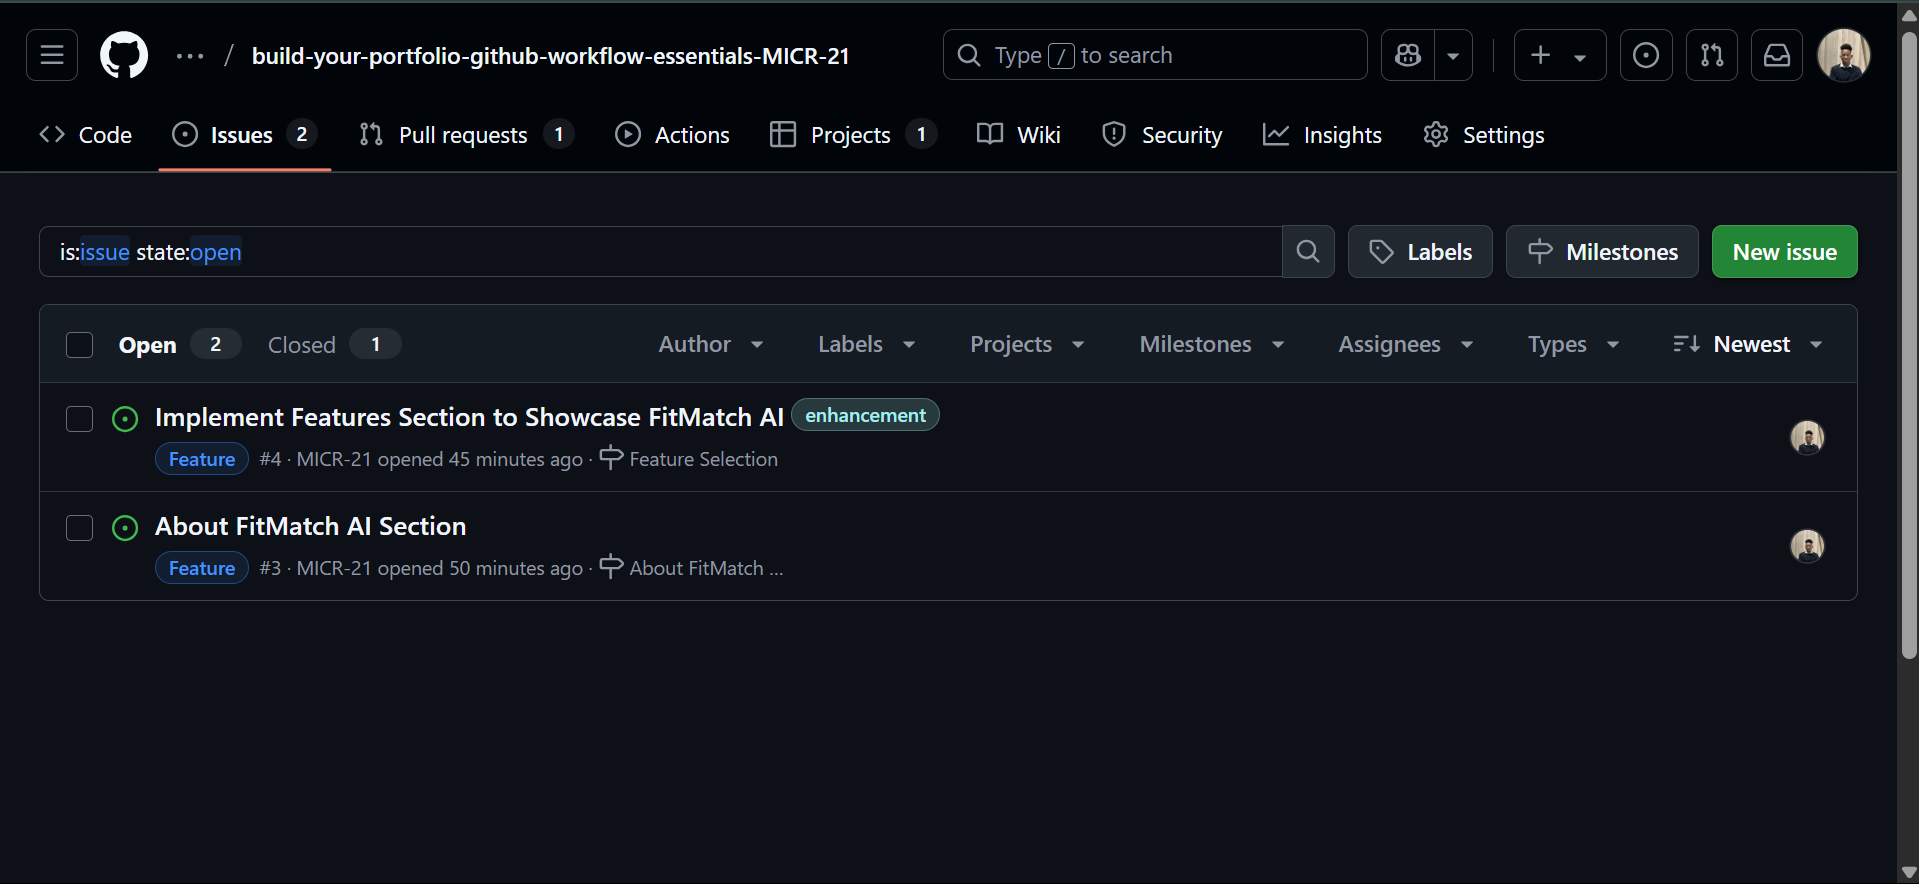 ... / build-your-portfolio-github-workflow-essentials-MICR-21 Type / to search
Code Issues 2 Pull requests 1 Actions Projects 1 Wiki Security Insights Settings
is:issue state:open Labels Milestones New issue
Open 2 Closed 1 Author Labels Projects Milestones Assignees Types Newest
Implement Features Section to Showcase FitMatch AI enhancement
Feature #4 · MICR-21 opened 45 minutes ago · Feature Selection
About FitMatch AI Section
Feature #3 · MICR-21 opened 50 minutes ago · About FitMatch ...